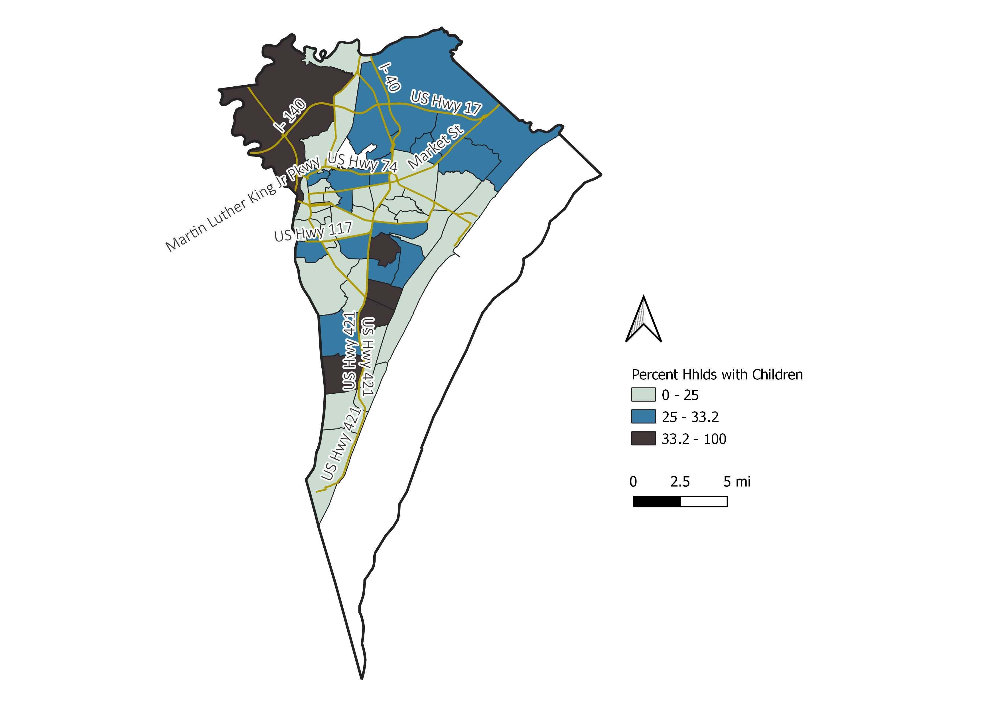 I- 40
US Hwy 17
I- 140
Market St
US Hwy 74
Martin Luther King Jr Pkwy
US Hwy 117
US Hwy 421
US Hwy 421
US Hwy 421
Percent Hhlds with Children
0 - 25
25 - 33.2
33.2 - 100
0 2.5 5 mi